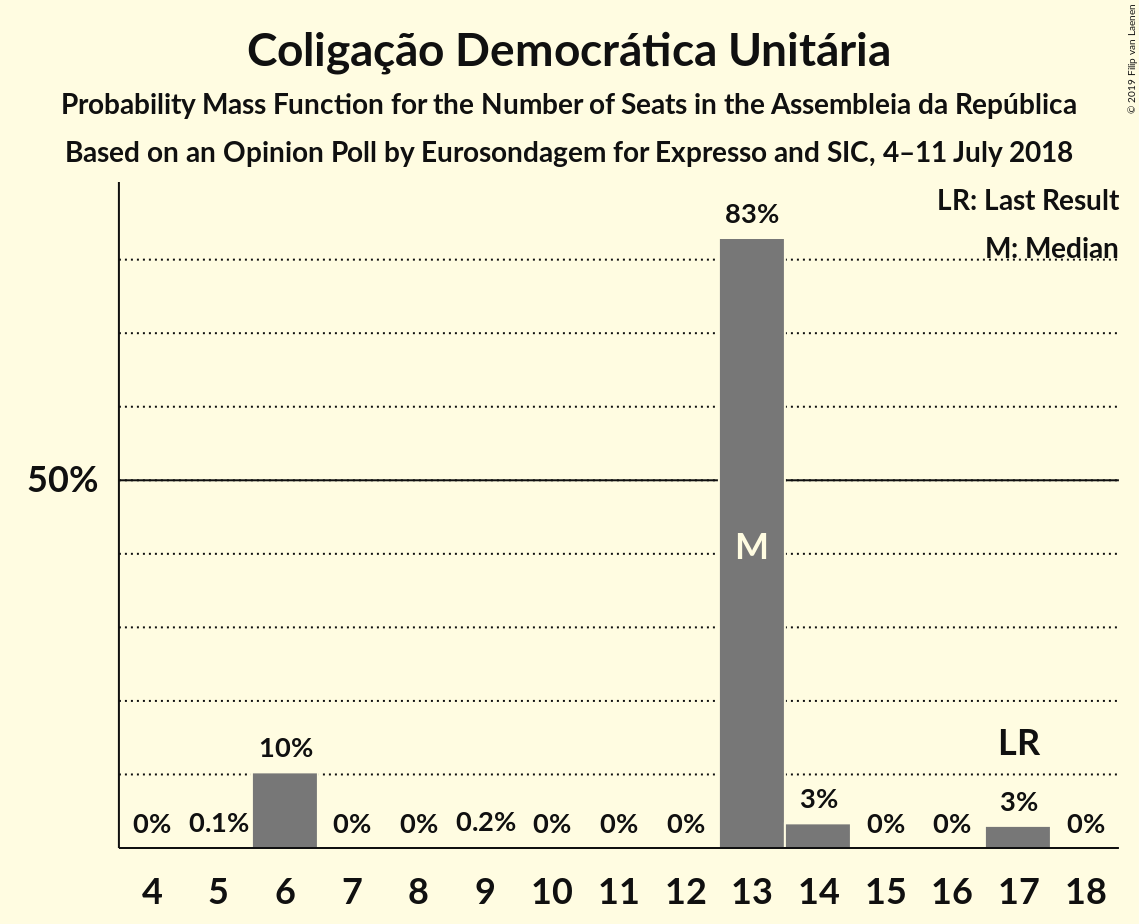 Coligação Democrática Unitária
Probability Mass Function for the Number of Seats in the Assembleia da República
Based on an Opinion Poll by Eurosondagem for Expresso and SIC, 4–11 July 2018
© 2019 Filip van Laenen
LR: Last Result
M: Median
50%
0% 0.1% 10% 0% 0% 0.2% 0% 0% 0% 83% 3% 0% 0% 3% 0%
M
LR
4 5 6 7 8 9 10 11 12 13 14 15 16 17 18